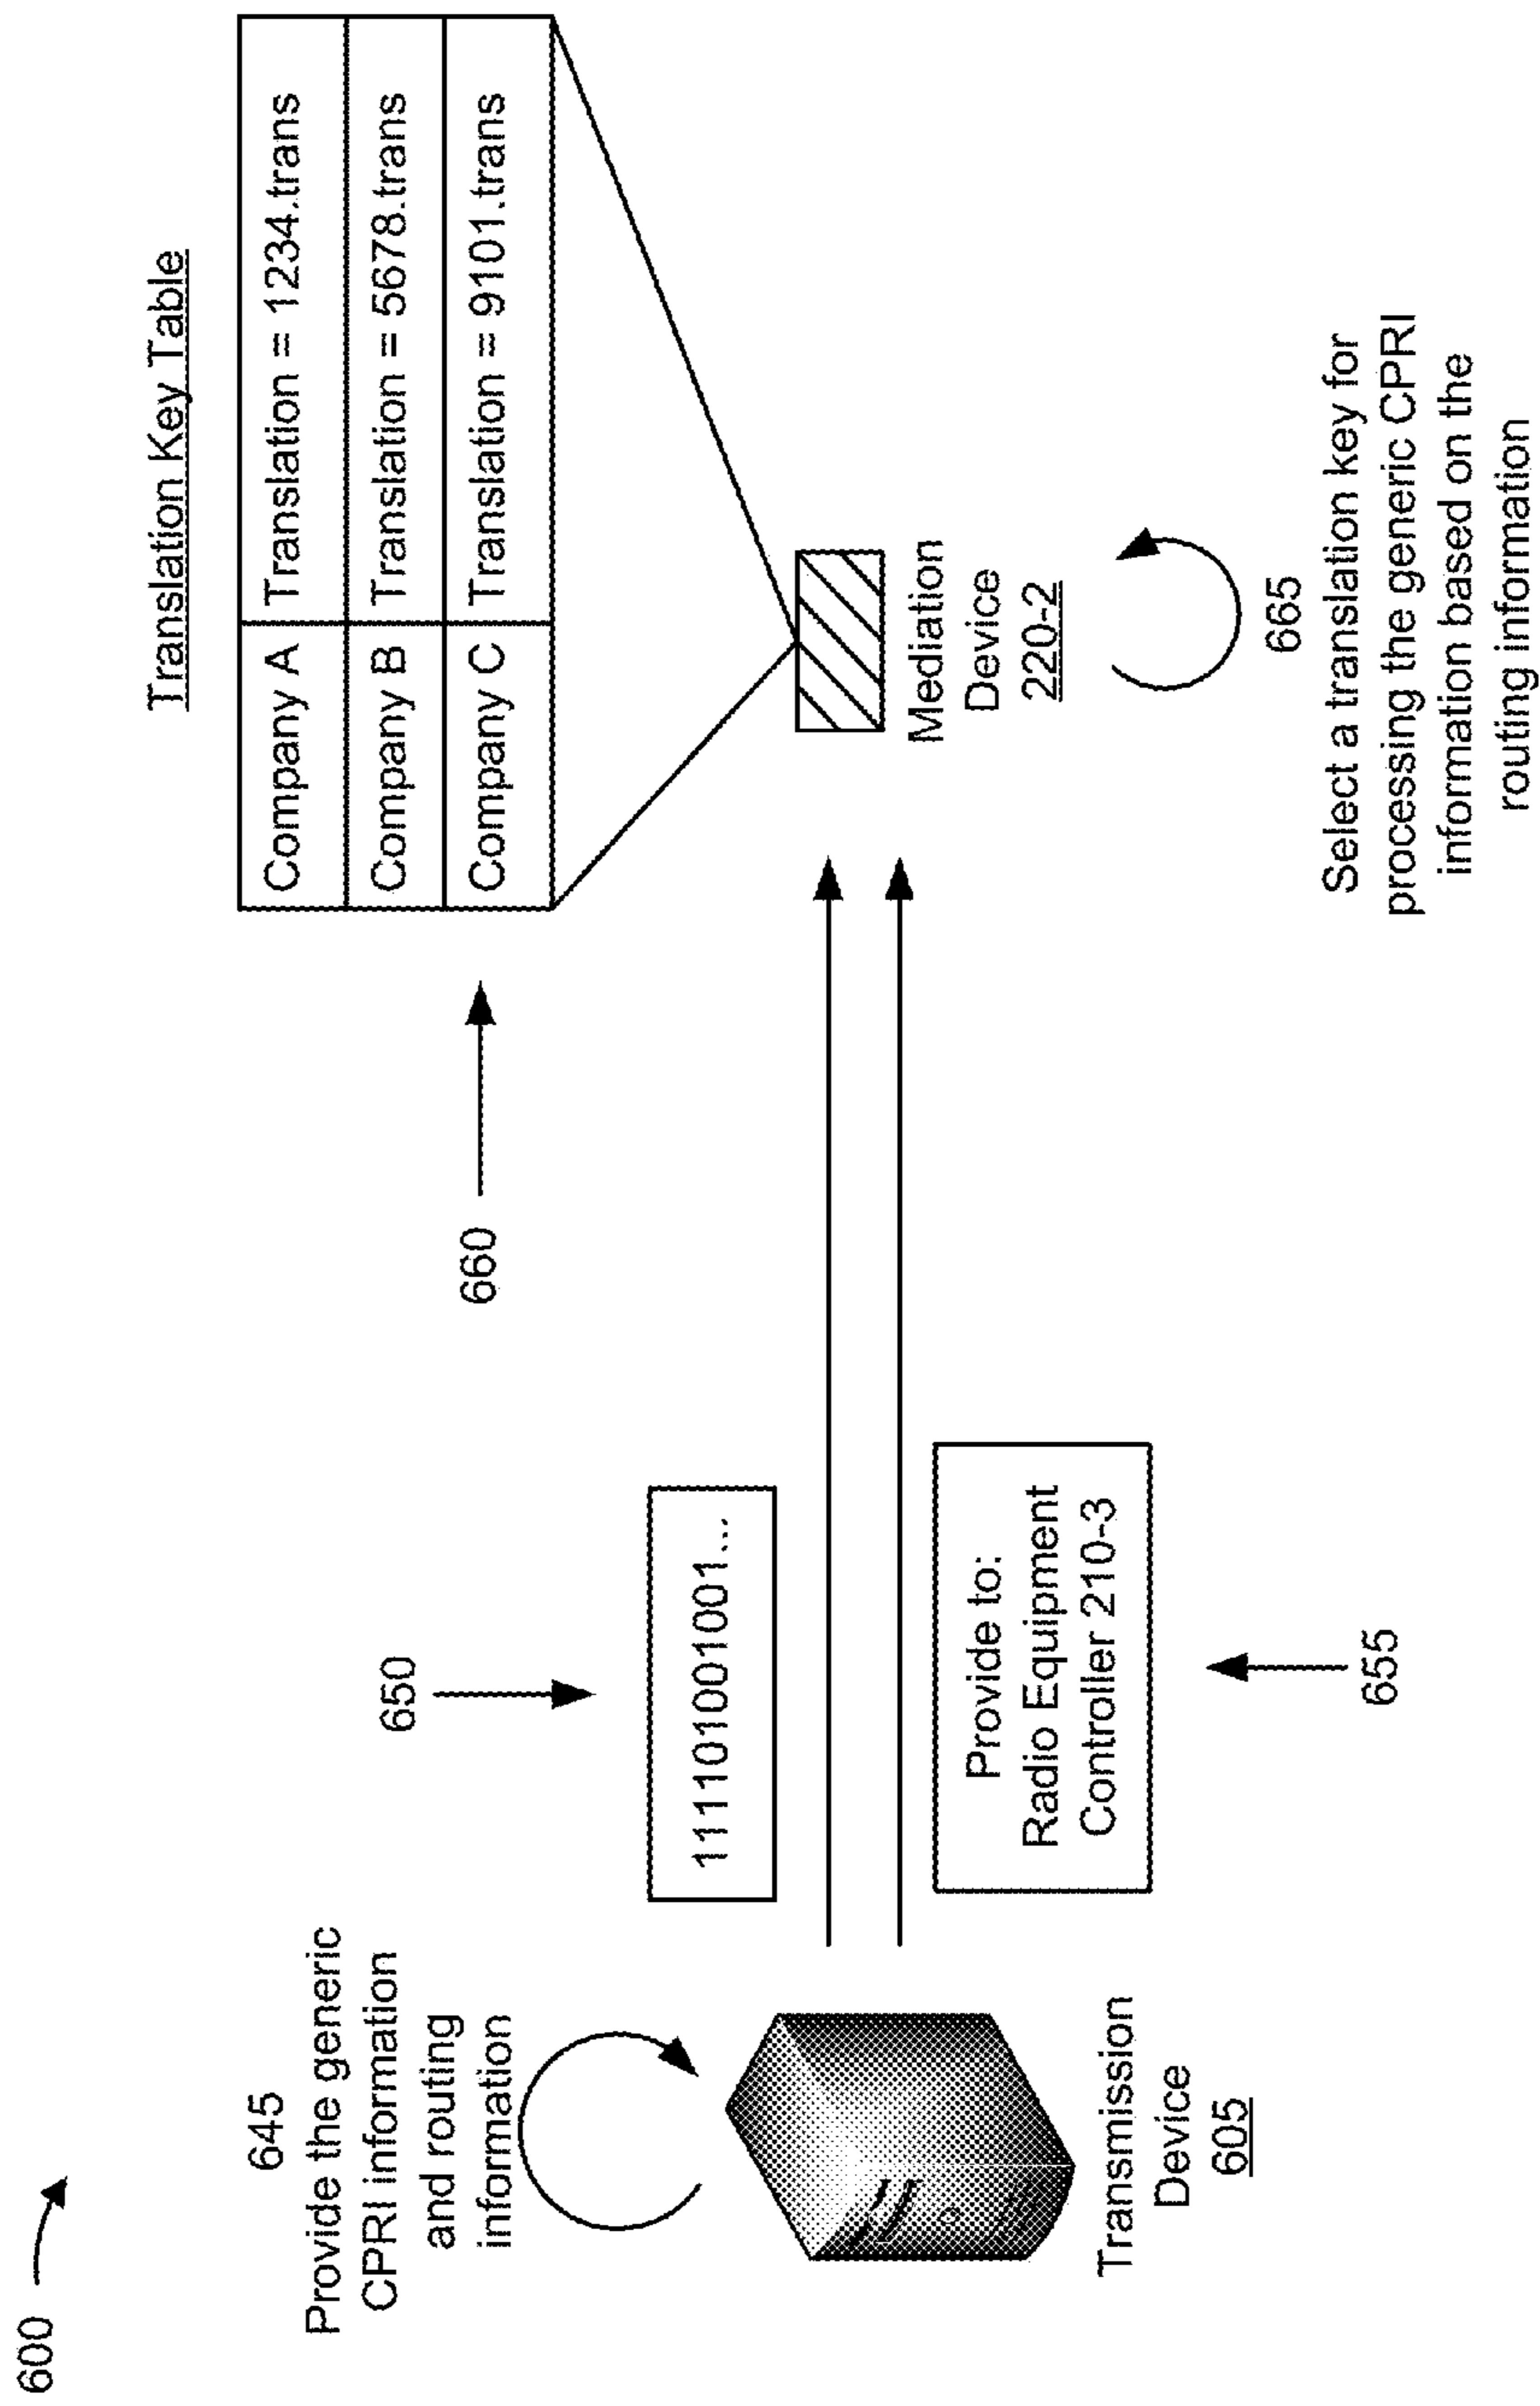 600
645
Provide the generic
CPRI information
and routing
information
Transmission
Device
605
650
111101001001...
Provide to:
Radio Equipment
Controller 210-3
655
660
Translation Key Table
Company A Translation = 1234.trans
Company B Translation = 5678.trans
Company C Translation = 9101.trans
Mediation
Device
220-2
665
Select a translation key for
processing the generic CPRI
information based on the
routing information